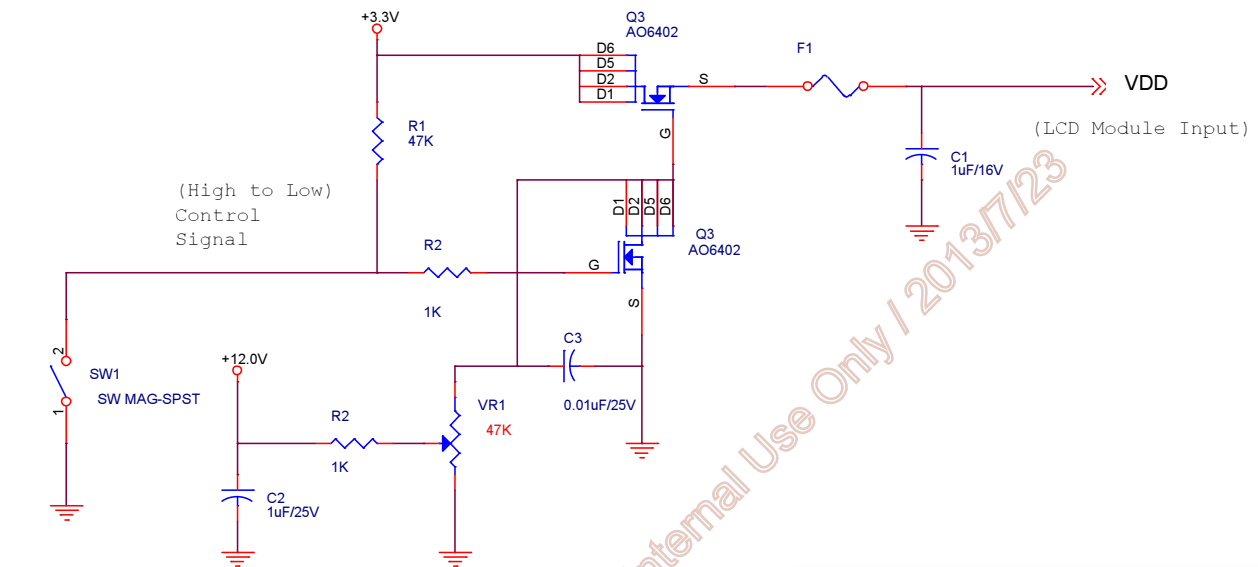 +3.3V
Q3
AO6402
D6
D5
D2
D1
S
G
F1
VDD
(LCD Module Input)
R1
47K
C1
1uF/16V
(High to Low)
Control
Signal
D1
D2
D5
D6
Q3
AO6402
R2
1K
G
S
2
SW1
SW MAG-SPST
1
+12.0V
C3
0.01uF/25V
R2
1K
VR1
47K
C2
1uF/25V
nternal Use Only / 2013/7/23